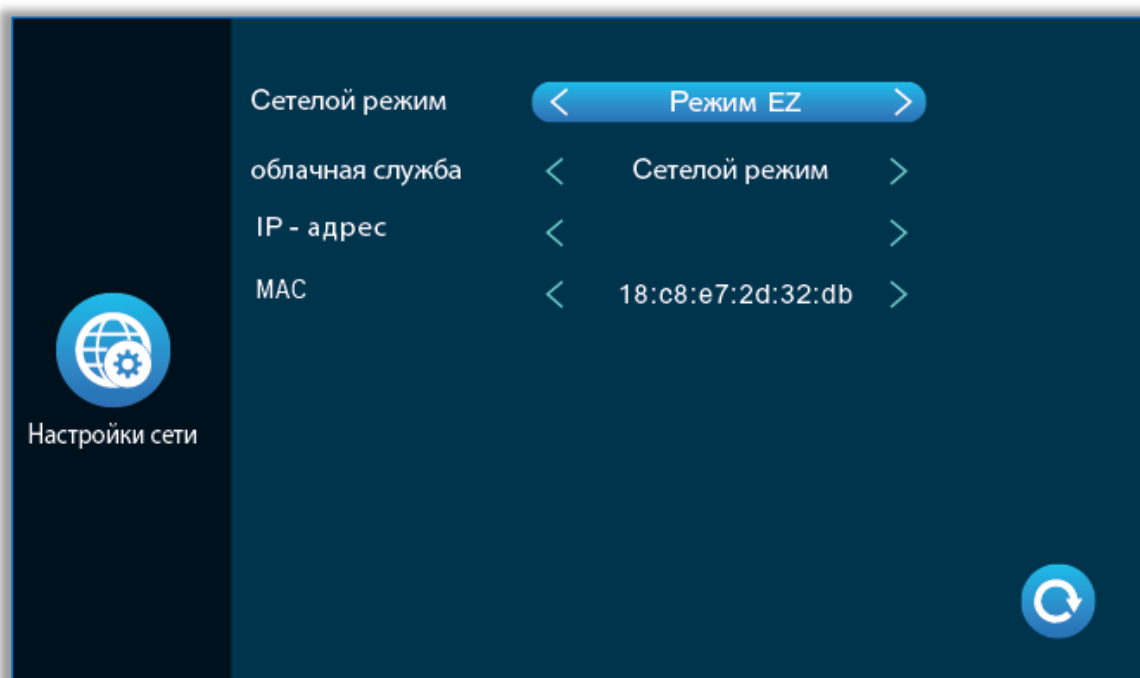 Сетелой режим Режим EZ
облачная служба Сетелой режим
IP - адрес
MAC 18:c8:e7:2d:32:db
Настройки сети